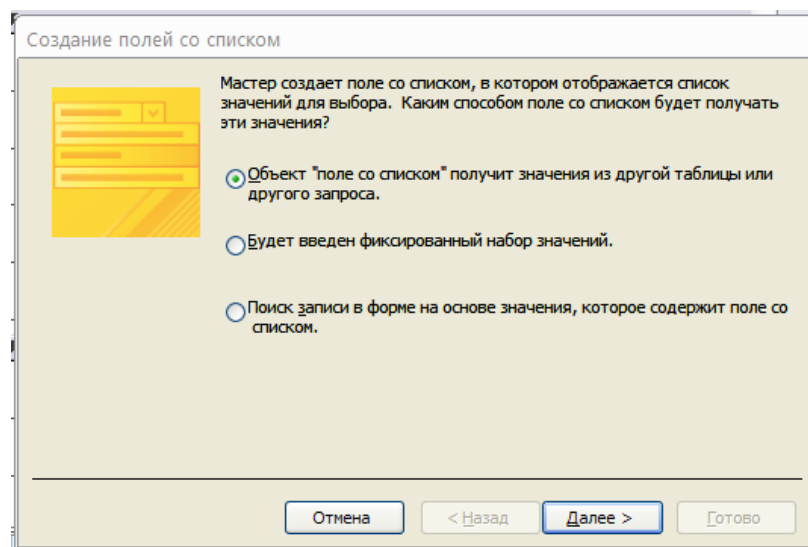 Создание полей со списком
Мастер создает поле со списком, в котором отображается список
значений для выбора. Каким способом поле со списком будет получать
эти значения?
Объект "поле со списком" получит значения из другой таблицы или
другого запроса.
Будет введен фиксированный набор значений.
Поиск записи в форме на основе значения, которое содержит поле со
списком.
Отмена < Назад Далее > Готово